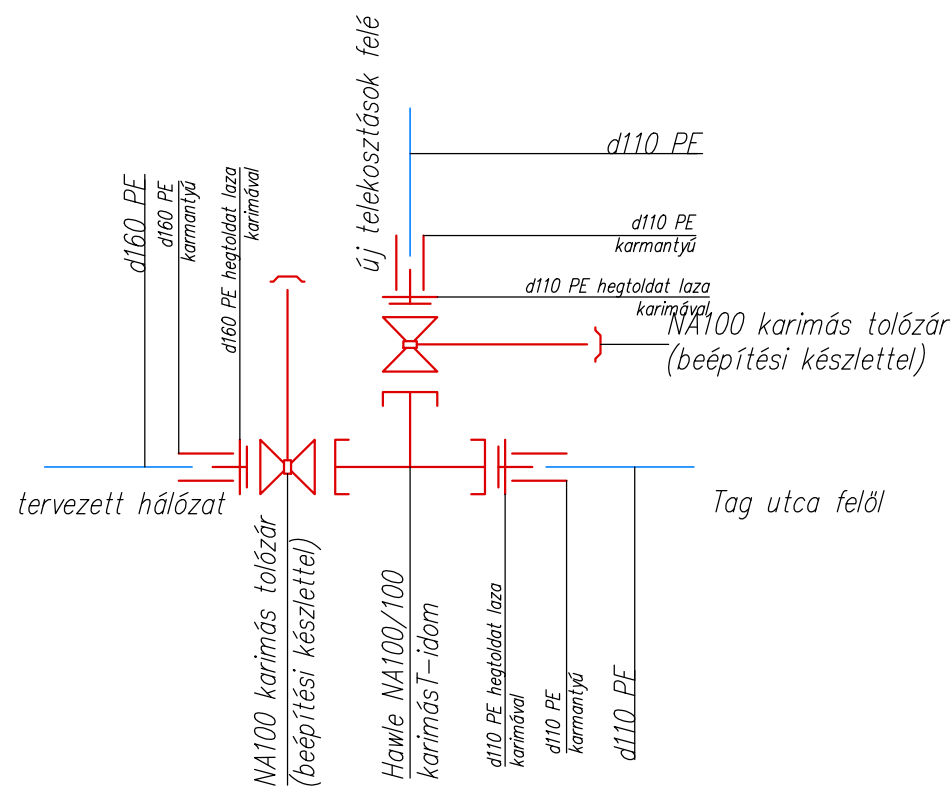 új telekosztások felé
d110 PE
d110 PE
karmantyú
d110 PE hegtoldat laza
karimával
NA100 karimás tolózár
(beépítési készlettel)
d160 PE
d160 PE
karmantyú
d160 PE hegtoldat laza
karimával
tervezett hálózat
Tag utca felől
NA100 karimás tolózár
(beépítési készlettel)
Hawle NA100/100
karimásT-idom
d110 PE hegtoldat laza
karimával
d110 PE
karmantyú
d110 PE